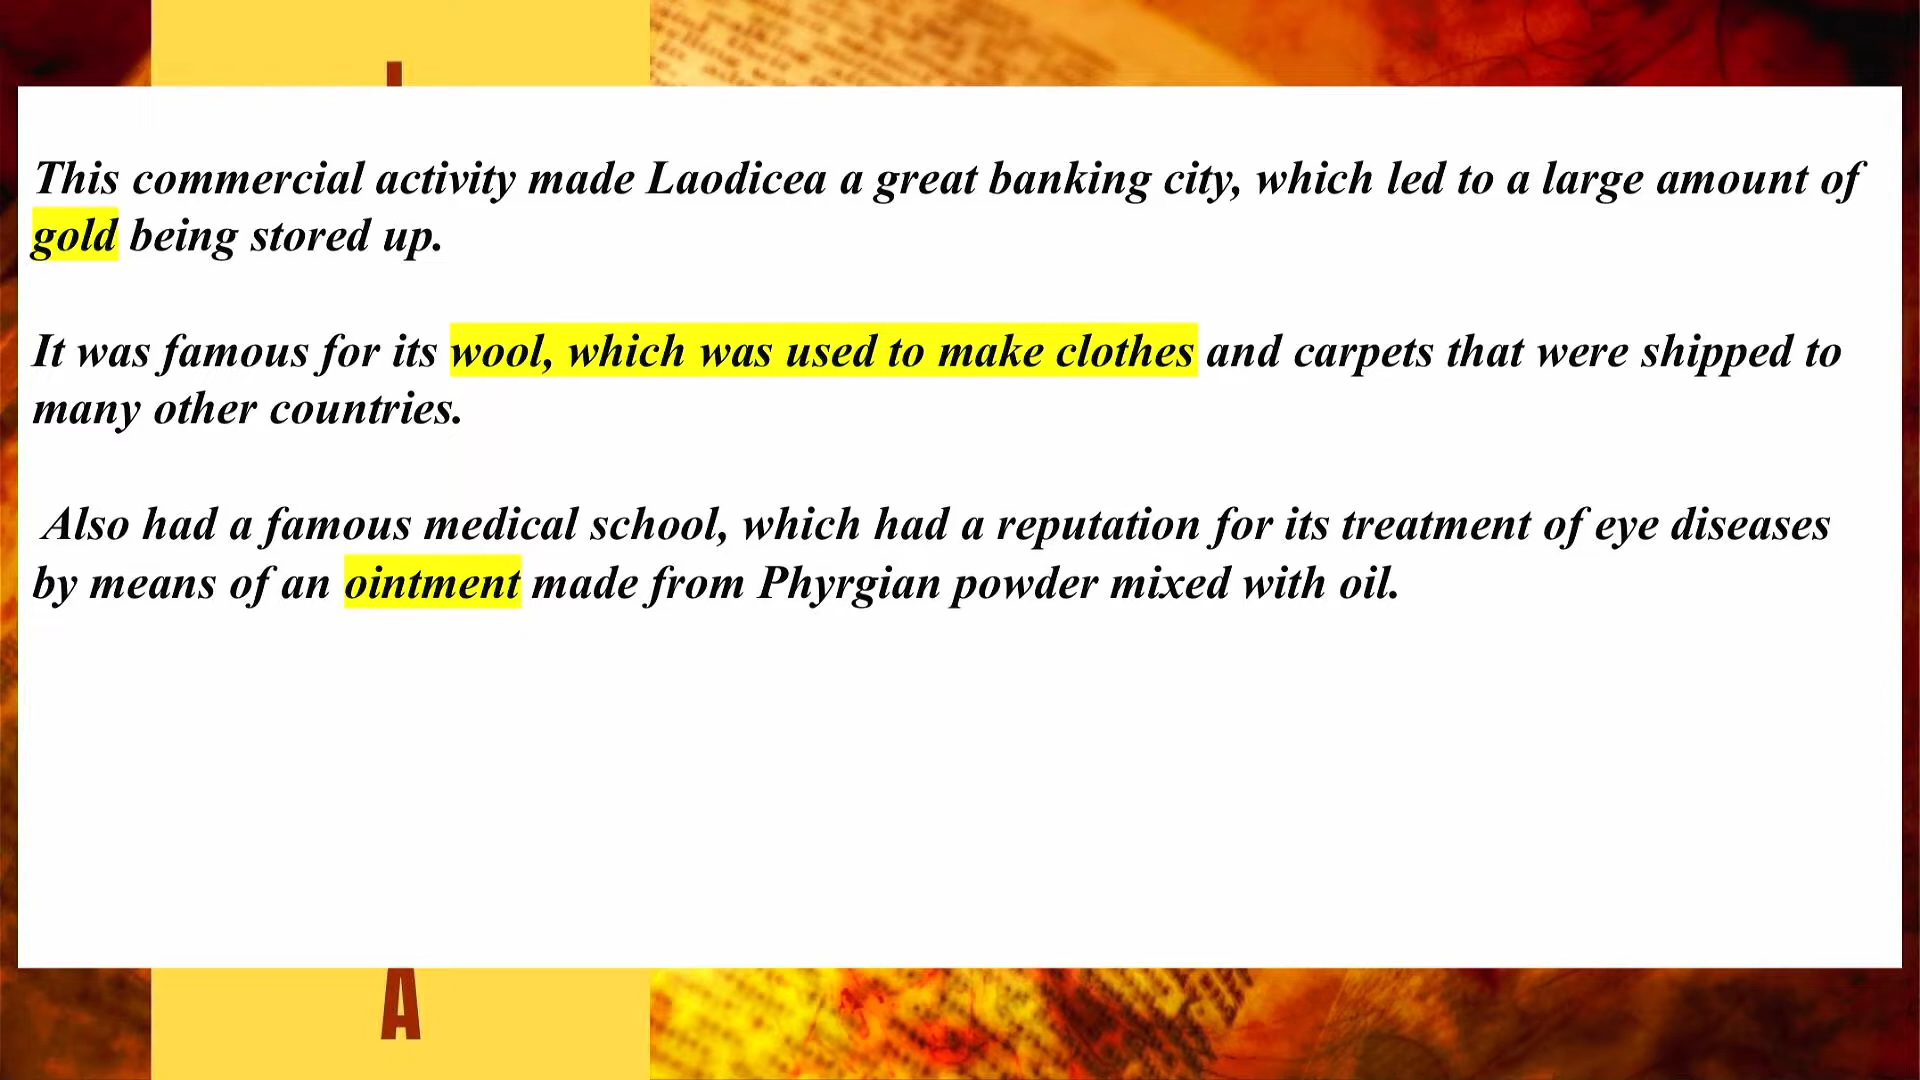 This commercial activity made Laodicea a great banking city, which led to a large amount of
gold being stored up.
It was famous for its wool, which was used to make clothes and carpets that were shipped to
many other countries.
Also had a famous medical school, which had a reputation for its treatment of eye diseases
by means of an ointment made from Phyrgian powder mixed with oil.
A